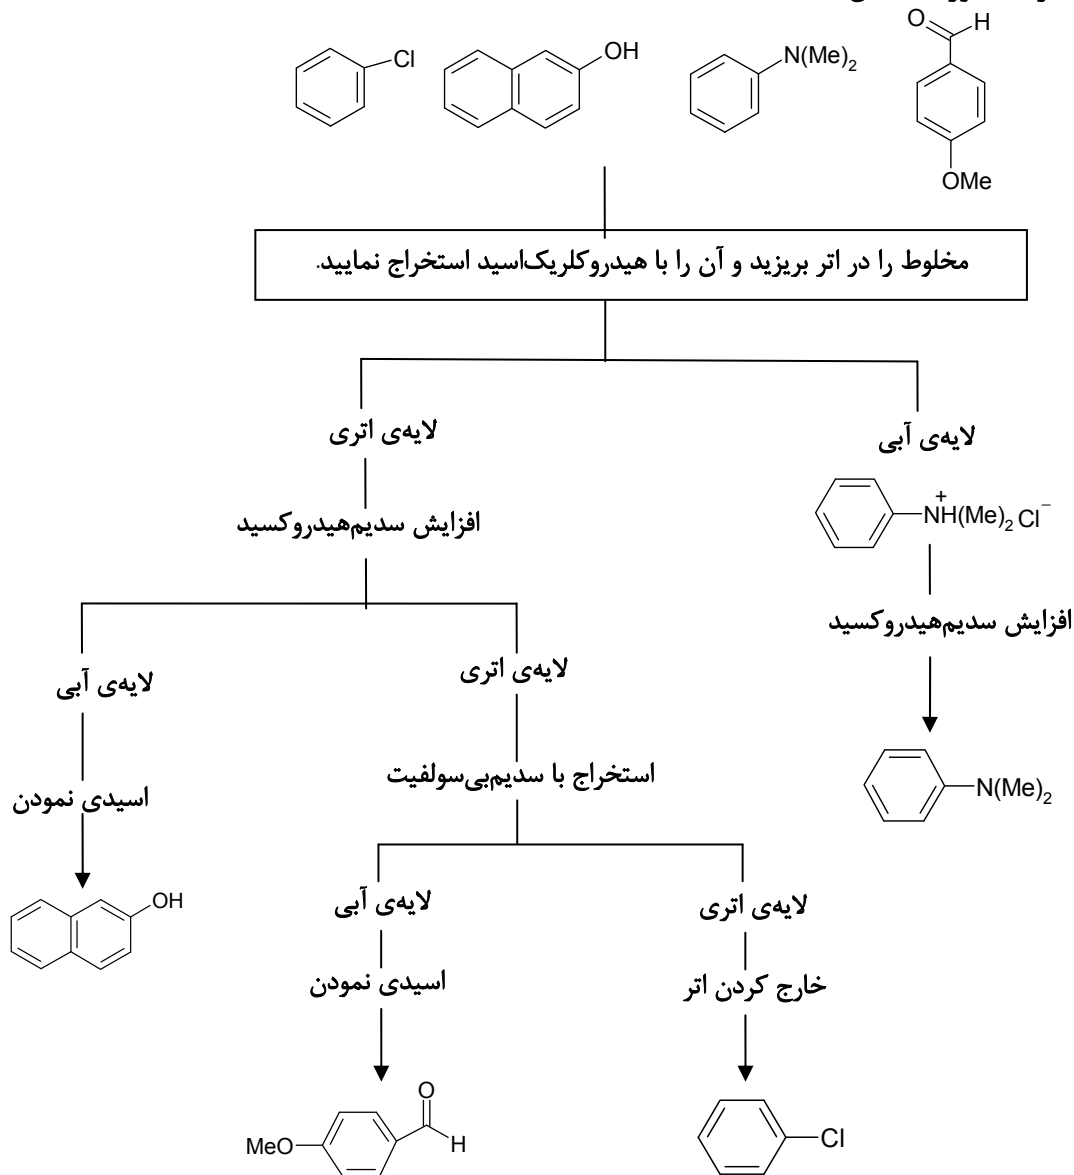 Cl
OH
N(Me)2
O
H
OMe
مخلوط را در اتر بریزید و آن را با هیدروکلریک‌اسید استخراج نمایید.
لایه‌ی اتری
لایه‌ی آبی
NH(Me)2 Cl−
+
افزایش سدیم‌هیدروکسید
افزایش سدیم‌هیدروکسید
لایه‌ی آبی
لایه‌ی اتری
استخراج با سدیم‌بی‌سولفیت
N(Me)2
اسیدی نمودن
OH
لایه‌ی آبی
لایه‌ی اتری
اسیدی نمودن
خارج کردن اتر
MeO
O
H
Cl